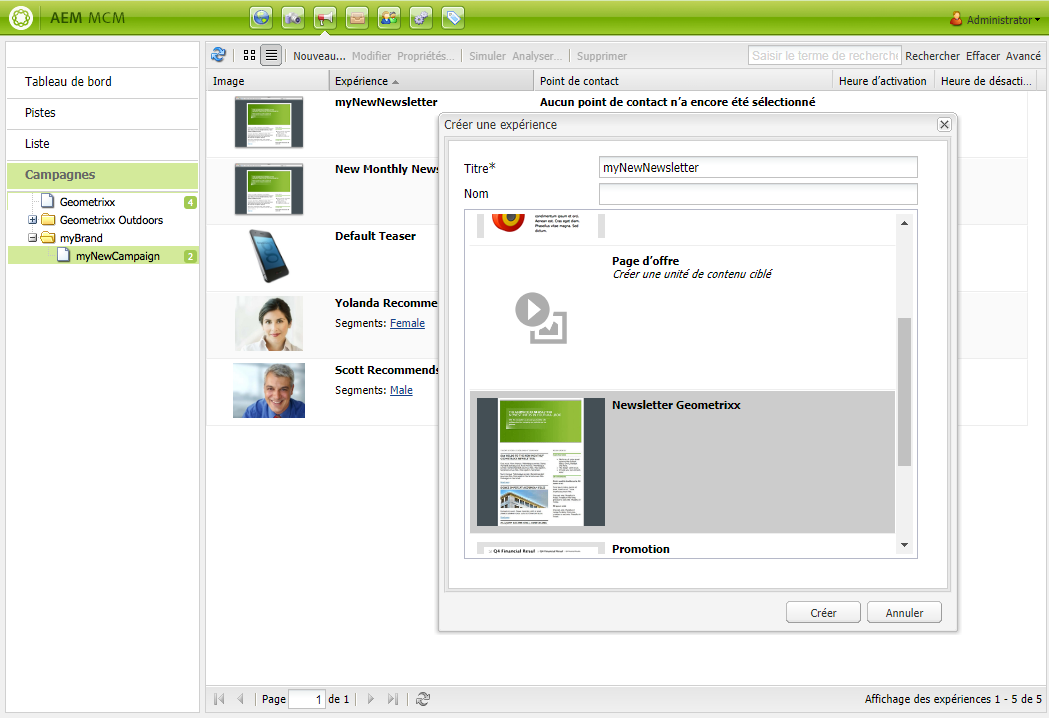 AEM MCM
Administrator
Nouveau... Modifier Propriétés... Simuler Analyser... Supprimer Saisir le terme de recherch Rechercher Effacer Avancé
Image Expérience Point de contact Heure d'activation Heure de désacti...
Tableau de bord
Pistes
Liste
Campagnes
Geometrixx 4
Geometrixx Outdoors
myBrand
myNewCampaign 2
myNewNewsletter Aucun point de contact n'a encore été sélectionné
New Monthly News
Default Teaser
Yolanda Recomme
Segments: Female
Scott Recommends
Segments: Male
Créer une expérience
Titre* myNewNewsletter
Nom
Page d'offre
Créer une unité de contenu ciblé
Newsletter Geometrixx
Q4 Financial Result
Promotion
Créer Annuler
Page 1 de 1
Affichage des expériences 1 - 5 de 5